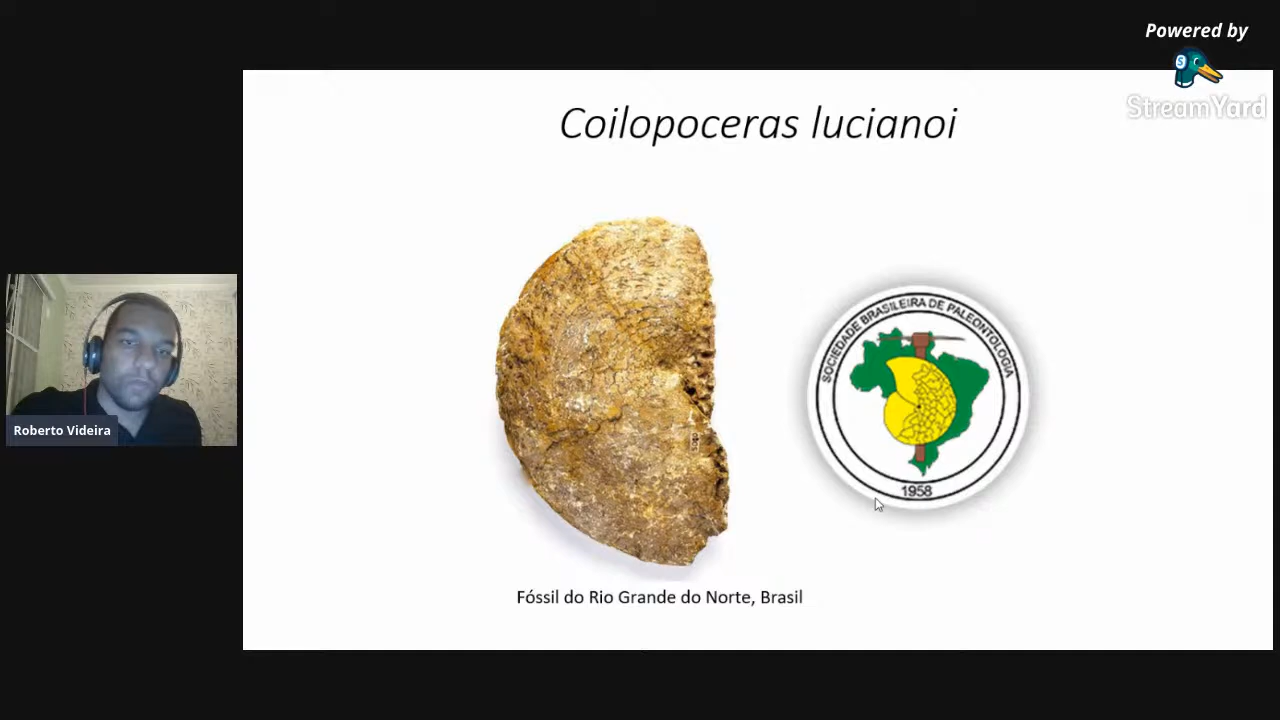 Powered by
StreamYard
Coilopoceras lucianoi
SOCIEDADE BRASILEIRA DE PALEONTOLOGIA
1958
Roberto Videira
Fóssil do Rio Grande do Norte, Brasil